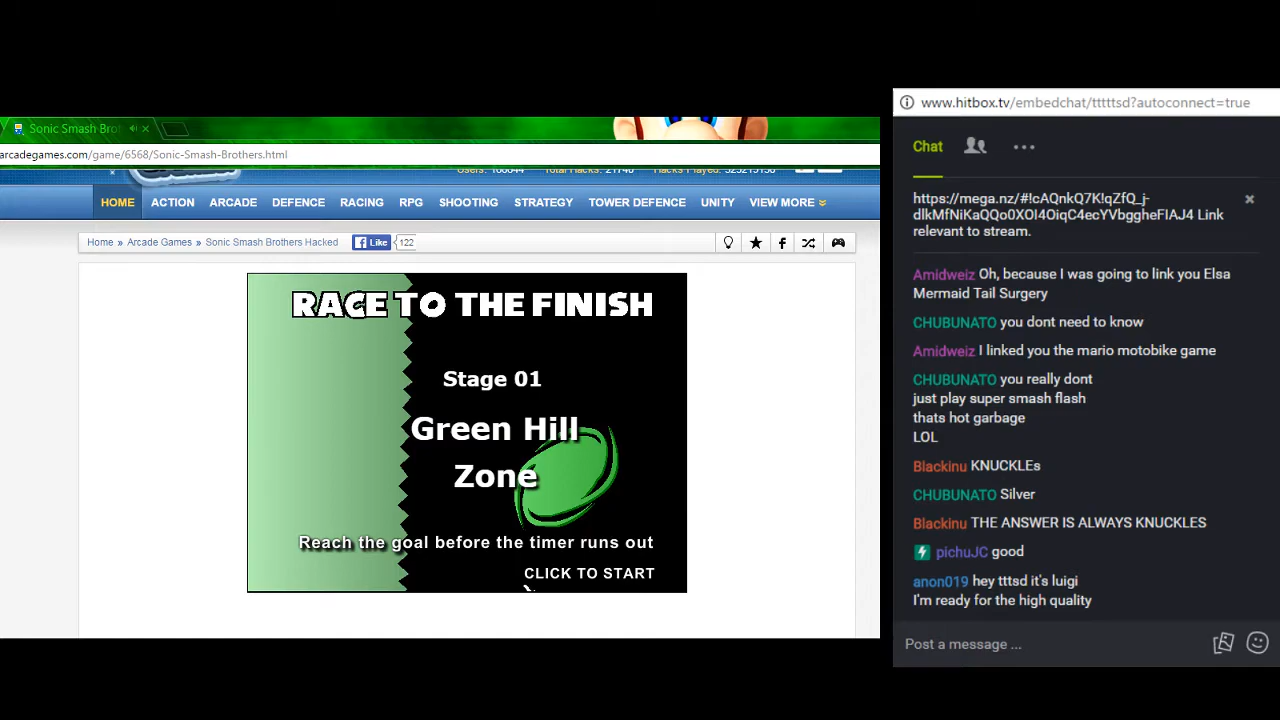 Sonic Smash Brot
arcadegames.com/game/6568/Sonic-Smash-Brothers.html
HOME ACTION ARCADE DEFENCE RACING RPG SHOOTING STRATEGY TOWER DEFENCE UNITY VIEW MORE
Home » Arcade Games » Sonic Smash Brothers Hacked Like 122
RACE TO THE FINISH
Stage 01
Green Hill
Zone
Reach the goal before the timer runs out
CLICK TO START
www.hitbox.tv/embedchat/tttttsd?autoconnect=true
Chat
https://mega.nz/#!cAQnkQ7K!qZfQ_j-
dlkMfNiKaQQo0XOI4OiqC4ecYVbggheFIAJ4 Link
relevant to stream.
Amidweiz Oh, because I was going to link you Elsa
Mermaid Tail Surgery
CHUBUNATO you dont need to know
Amidweiz I linked you the mario motobike game
CHUBUNATO you really dont
just play super smash flash
thats hot garbage
LOL
Blackinu KNUCKLEs
CHUBUNATO Silver
Blackinu THE ANSWER IS ALWAYS KNUCKLES
pichuJC good
anon019 hey tttsd it's luigi
I'm ready for the high quality
Post a message ...